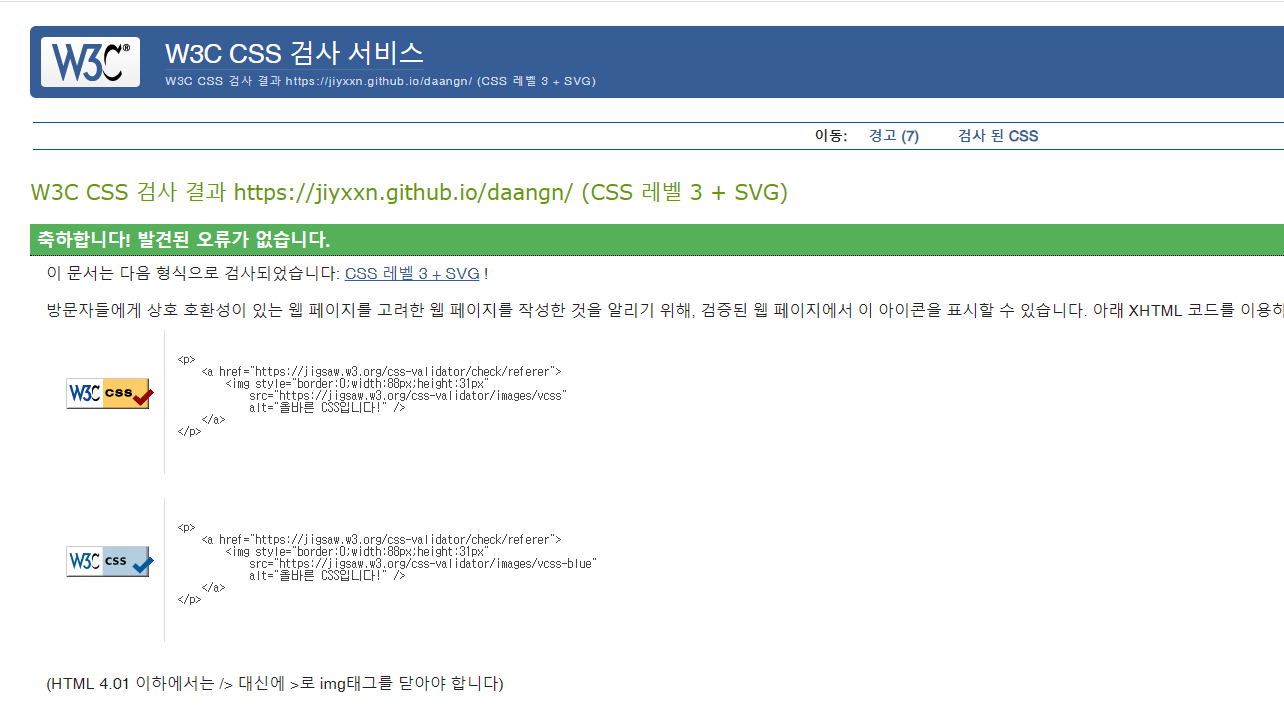 W3C® W3C CSS 검사 서비스
W3C CSS 검사 결과 https://jiyxxn.github.io/daangn/ (CSS 레벨 3 + SVG)
이동: 경고 (7) 검사 된 CSS
W3C CSS 검사 결과 https://jiyxxn.github.io/daangn/ (CSS 레벨 3 + SVG)
축하합니다! 발견된 오류가 없습니다.
이 문서는 다음 형식으로 검사되었습니다: CSS 레벨 3 + SVG !
방문자들에게 상호 호환성이 있는 웹 페이지를 고려한 웹 페이지를 작성한 것을 알리기 위해, 검증된 웹 페이지에서 이 아이콘을 표시할 수 있습니다. 아래 XHTML 코드를 이용하
<p>
<a href="https://jigsaw.w3.org/css-validator/check/referer">
<img style="border:0;width:88px;height:31px"
W3C css
src="https://jigsaw.w3.org/css-validator/images/vcss"
alt="올바른 CSS입니다!" />
</a>
</p>
<p>
<a href="https://jigsaw.w3.org/css-validator/check/referer">
<img style="border:0;width:88px;height:31px"
W3C css
src="https://jigsaw.w3.org/css-validator/images/vcss-blue"
alt="올바른 CSS입니다!" />
</a>
</p>
(HTML 4.01 이하에서는 /> 대신에 >로 img태그를 닫아야 합니다)